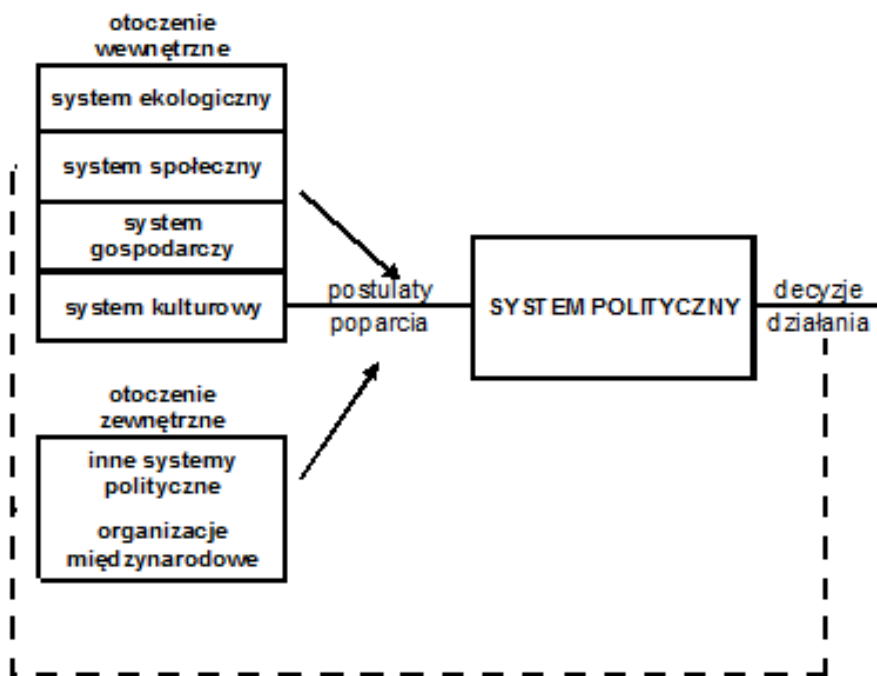 otoczenie
wewnętrzne
system ekologiczny
system społeczny
system
gospodarczy
system kulturowy
postulaty
poparcia
SYSTEM POLITYCZNY
decyzje
działania
otoczenie
zewnętrzne
inne systemy
polityczne
organizacje
międzynarodowe